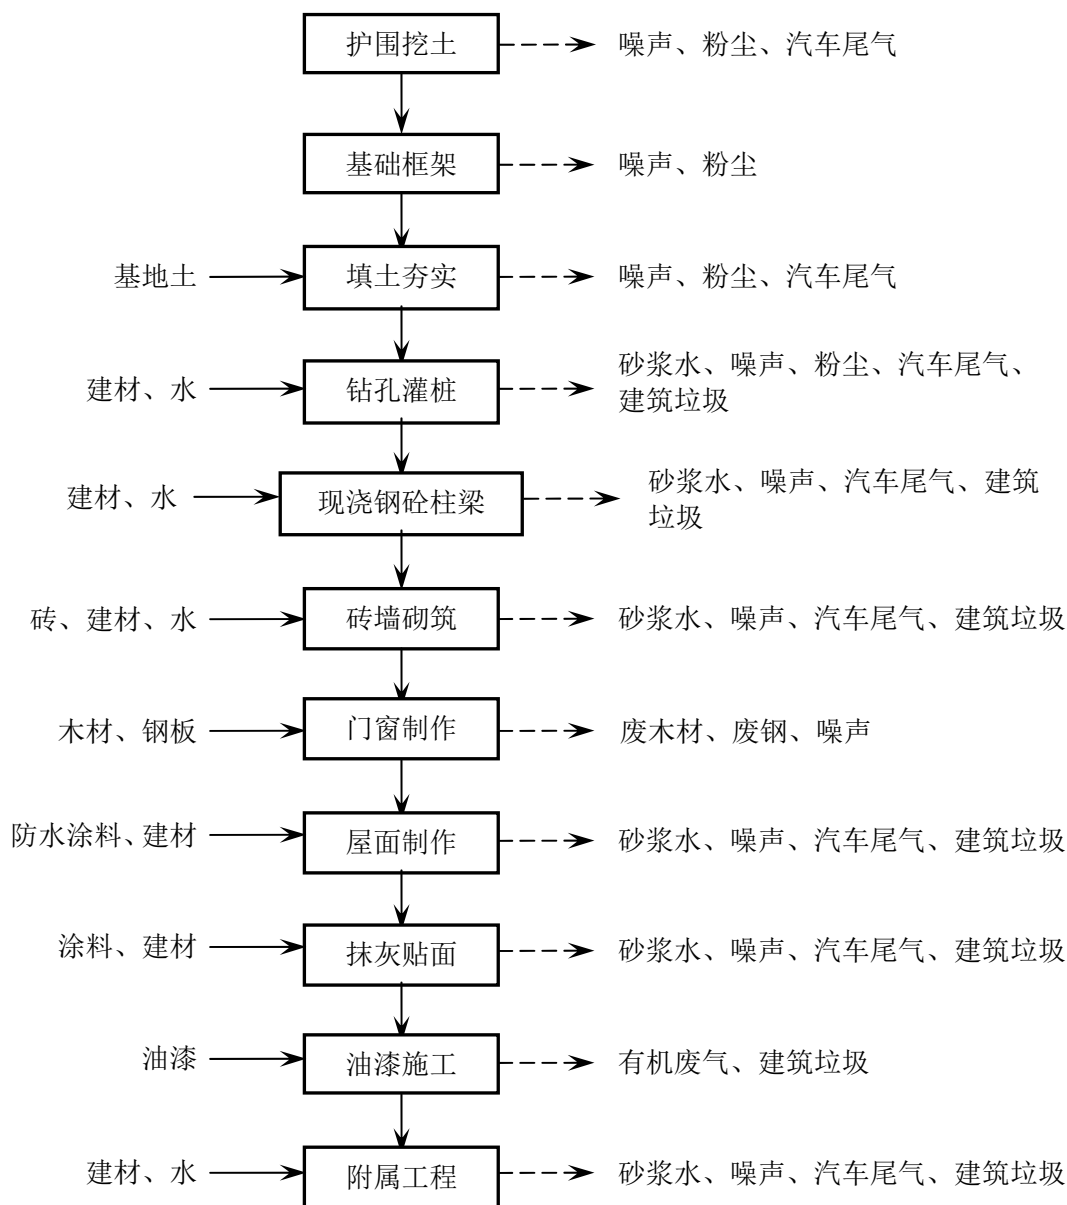 护围挖土
噪声、粉尘、汽车尾气
基础框架
噪声、粉尘
基地土
填土夯实
噪声、粉尘、汽车尾气
建材、水
钻孔灌桩
砂浆水、噪声、粉尘、汽车尾气、
建筑垃圾
建材、水
现浇钢砼柱梁
砂浆水、噪声、汽车尾气、建筑
垃圾
砖、建材、水
砖墙砌筑
砂浆水、噪声、汽车尾气、建筑垃圾
木材、钢板
门窗制作
废木材、废钢、噪声
防水涂料、建材
屋面制作
砂浆水、噪声、汽车尾气、建筑垃圾
涂料、建材
抹灰贴面
砂浆水、噪声、汽车尾气、建筑垃圾
油漆
油漆施工
有机废气、建筑垃圾
建材、水
附属工程
砂浆水、噪声、汽车尾气、建筑垃圾